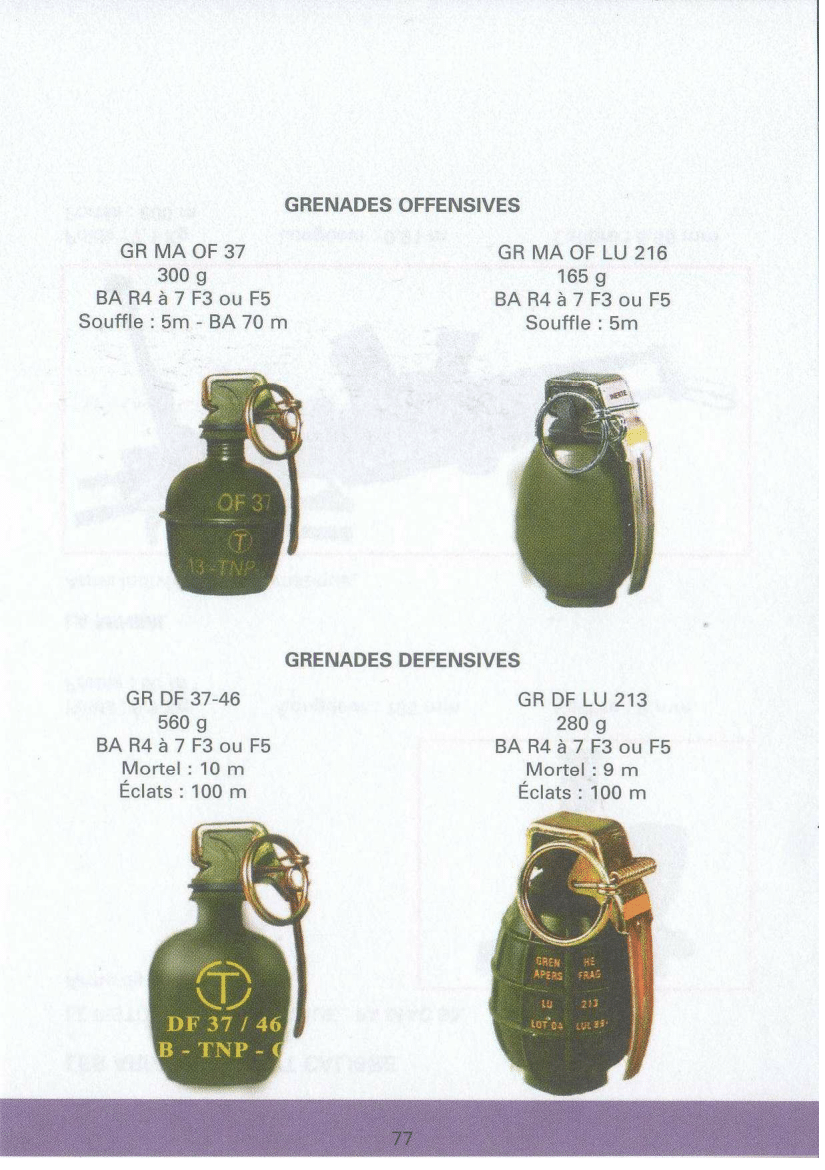 GRENADES OFFENSIVES
GR MA OF 37
300 g
BA R4 à 7 F3 ou F5
Souffle : 5m - BA 70 m
GR MA OF LU 216
165 g
BA R4 à 7 F3 ou F5
Souffle : 5m
INERTE
OF 37
T
13-TNP-
GRENADES DEFENSIVES
GR DF 37-46
560 g
BA R4 à 7 F3 ou F5
Mortel : 10 m
Éclats : 100 m
GR DF LU 213
280 g
BA R4 à 7 F3 ou F5
Mortel : 9 m
Éclats : 100 m
T
DF 37 / 46
B - TNP -
GREN HE
APERS FRAG
LU 213
LOT 04
77